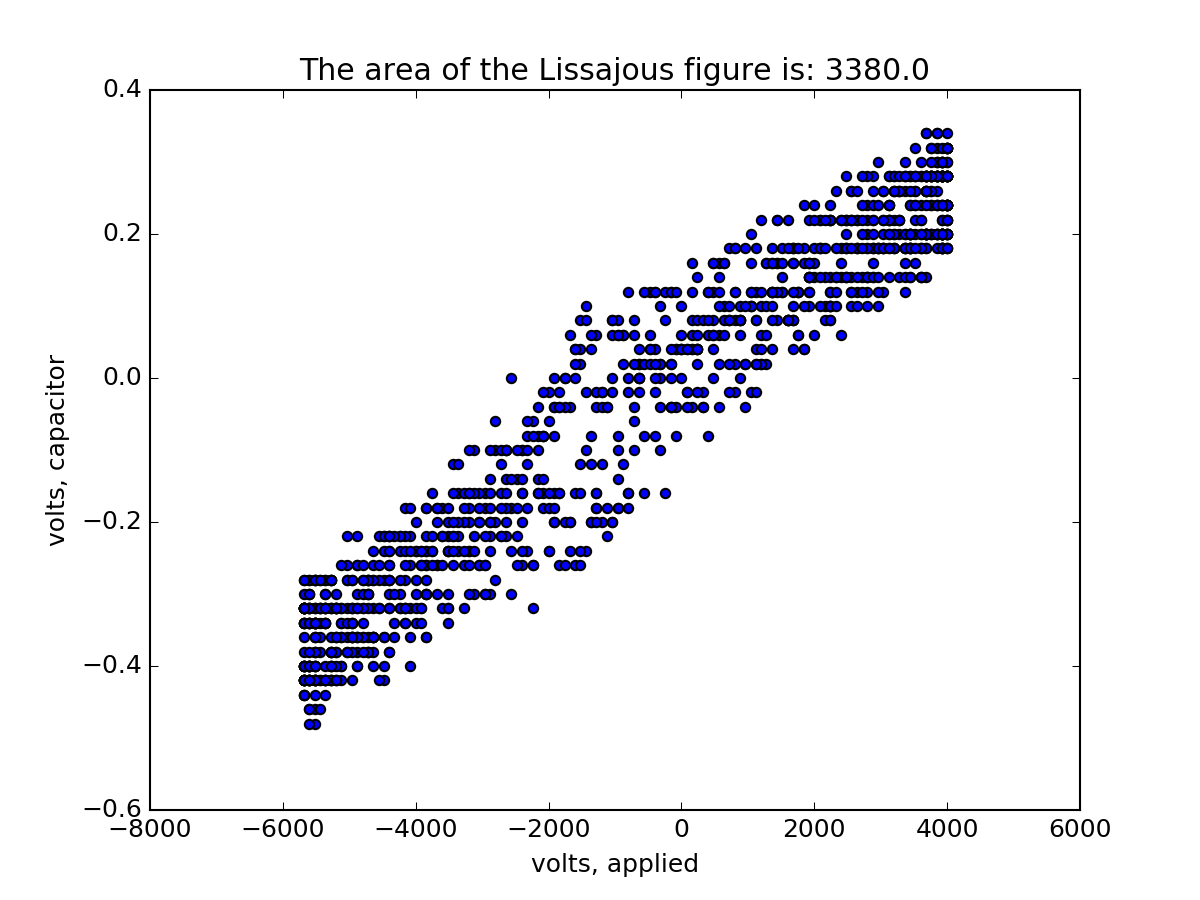 The area of the Lissajous figure is: 3380.0
0.4
0.2
0.0
−0.2
−0.4
−0.6
volts, capacitor
−8000 −6000 −4000 −2000 0 2000 4000 6000
volts, applied